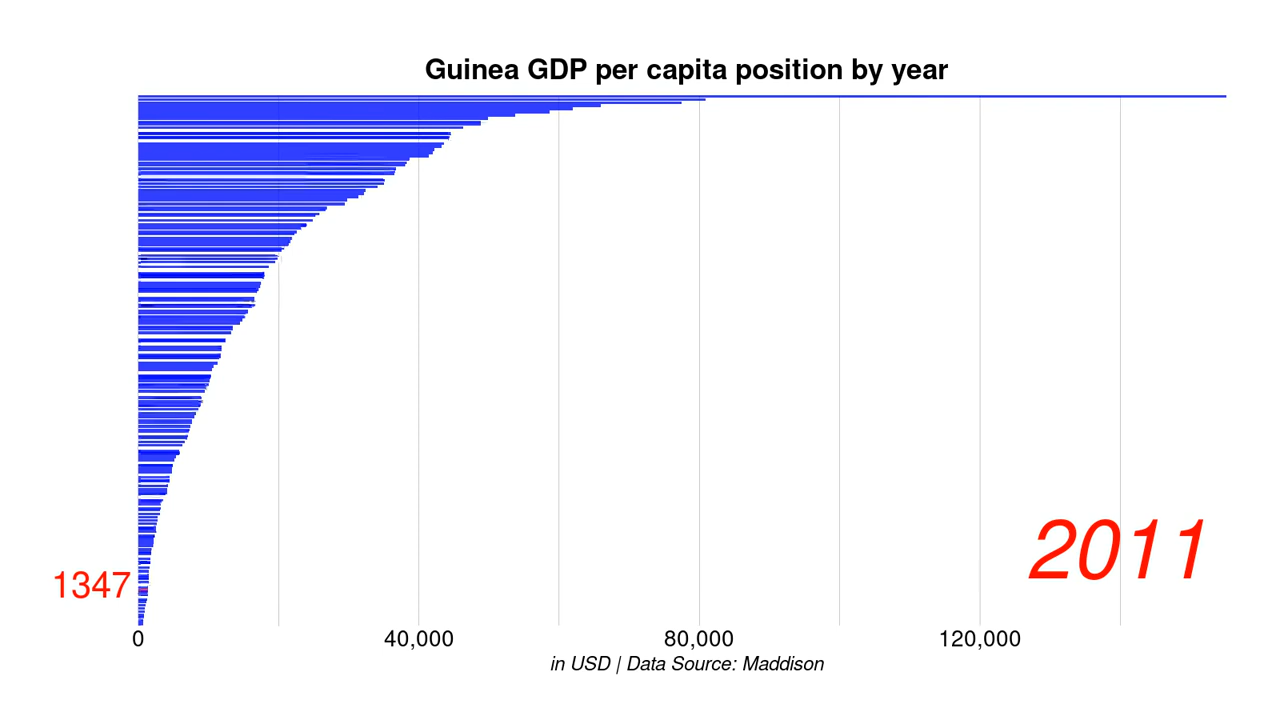 Guinea GDP per capita position by year
2011
1347
0 40,000 80,000 120,000
in USD | Data Source: Maddison